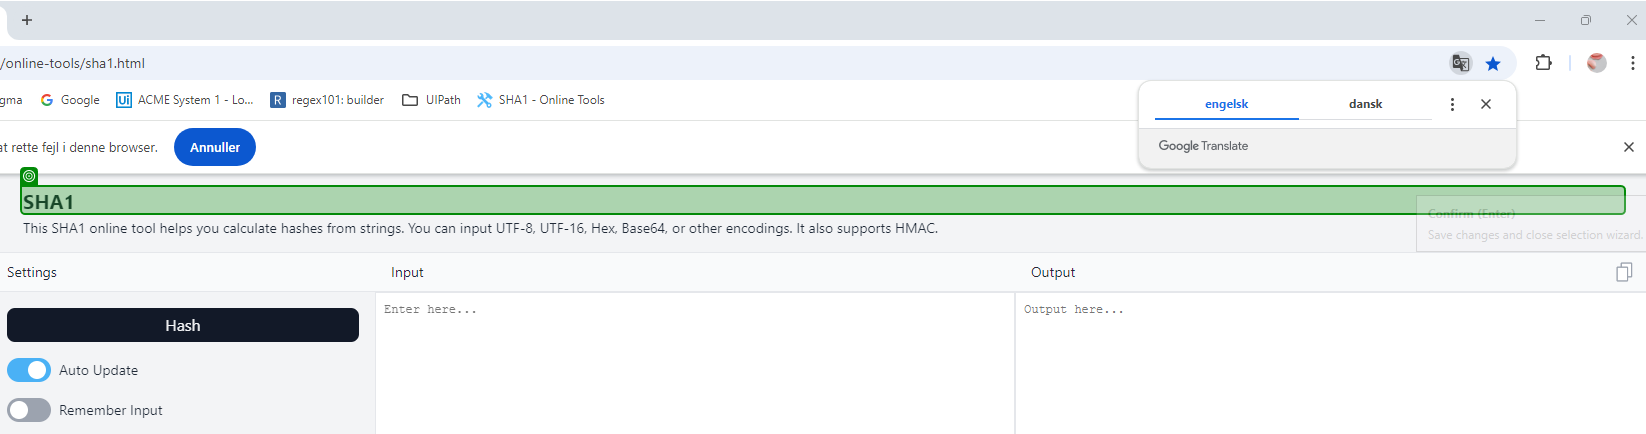 /online-tools/sha1.html
gma Google Ui ACME System 1 - Lo... R regex101: builder UIPath SHA1 - Online Tools
engelsk dansk
at rette fejl i denne browser. Annuller
Google Translate
SHA1
Confirm (Enter)
This SHA1 online tool helps you calculate hashes from strings. You can input UTF-8, UTF-16, Hex, Base64, or other encodings. It also supports HMAC.
Save changes and close selection wizard.
Settings Input Output
Enter here... Output here...
Hash
Auto Update
Remember Input